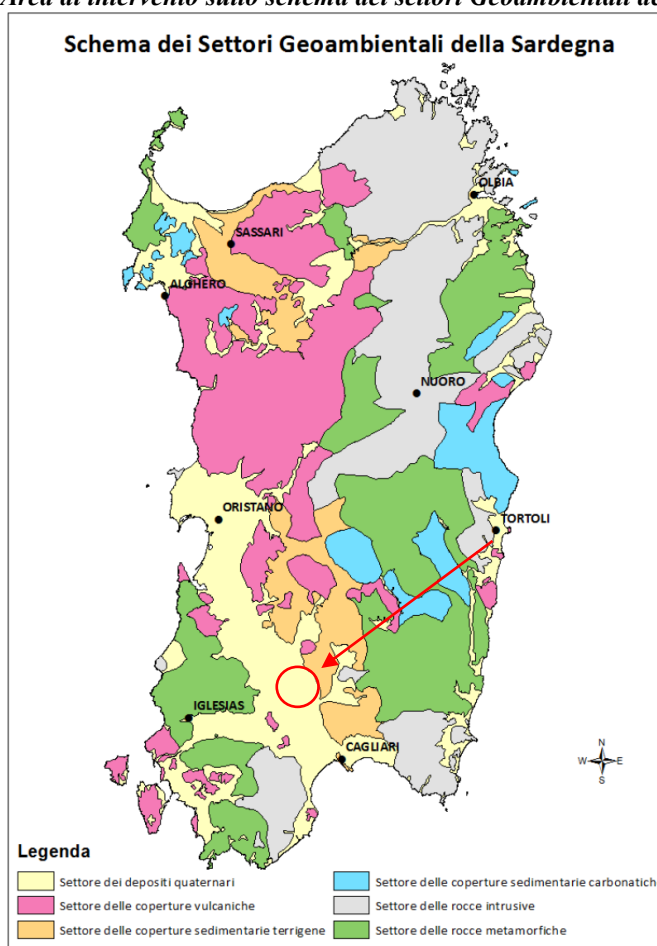 Area di intervento sullo schema dei settori Geoambientali de
Schema dei Settori Geoambientali della Sardegna
OLBIA
SASSARI
ALGHERO
NUORO
ORISTANO
TORTOLI
IGLESIAS
CAGLIARI
N
W E
S
Legenda
Settore dei depositi quaternari
Settore delle coperture vulcaniche
Settore delle coperture sedimentarie terrigene
Settore delle coperture sedimentarie carbonatich
Settore delle rocce intrusive
Settore delle rocce metamorfiche